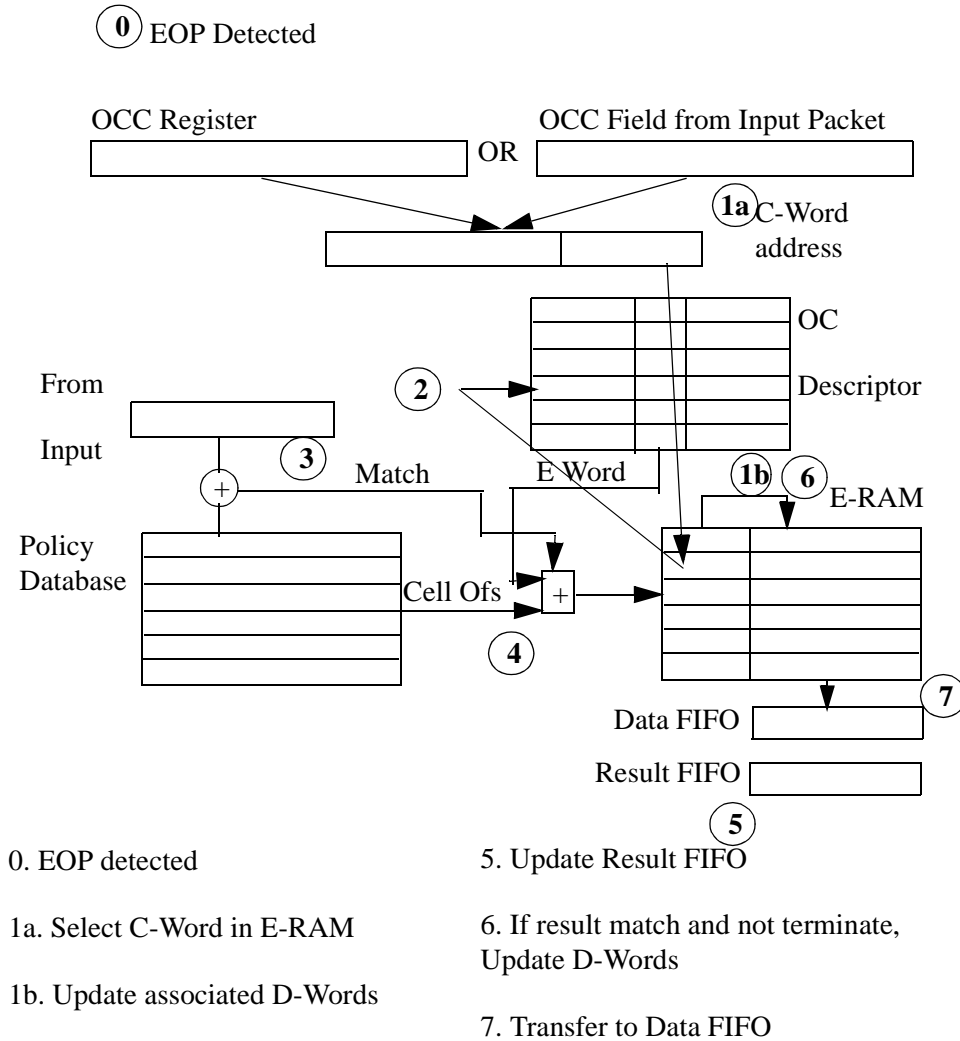 0 EOP Detected
OCC Register
OR
OCC Field from Input Packet
1a C-Word
address
OC
Descriptor
From
Input
2
3
Match
E Word
1b
6
E-RAM
+
Policy
Database
Cell Ofs
+
4
7
Data FIFO
Result FIFO
5
0. EOP detected
1a. Select C-Word in E-RAM
1b. Update associated D-Words
5. Update Result FIFO
6. If result match and not terminate,
Update D-Words
7. Transfer to Data FIFO